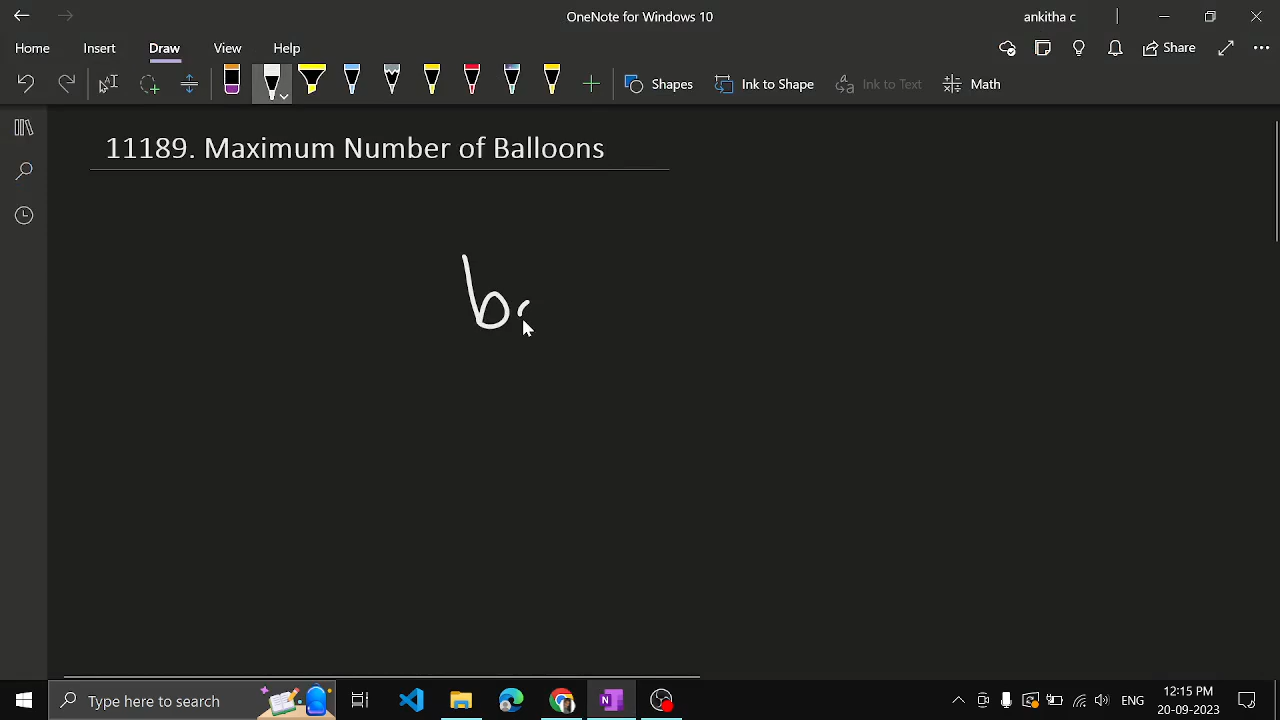 OneNote for Windows 10
ankitha c
Home Insert Draw View Help
Share
Shapes Ink to Shape Ink to Text Math
11189. Maximum Number of Balloons
b
Type here to search
ENG
12:15 PM
20-09-2023